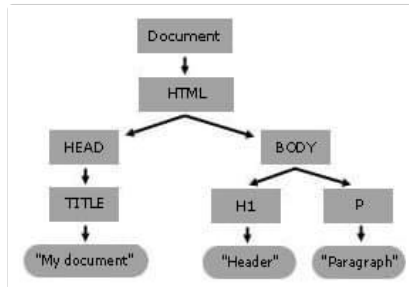 Document
HTML
HEAD
BODY
TITLE
H1
P
"My document"
"Header"
"Paragraph"